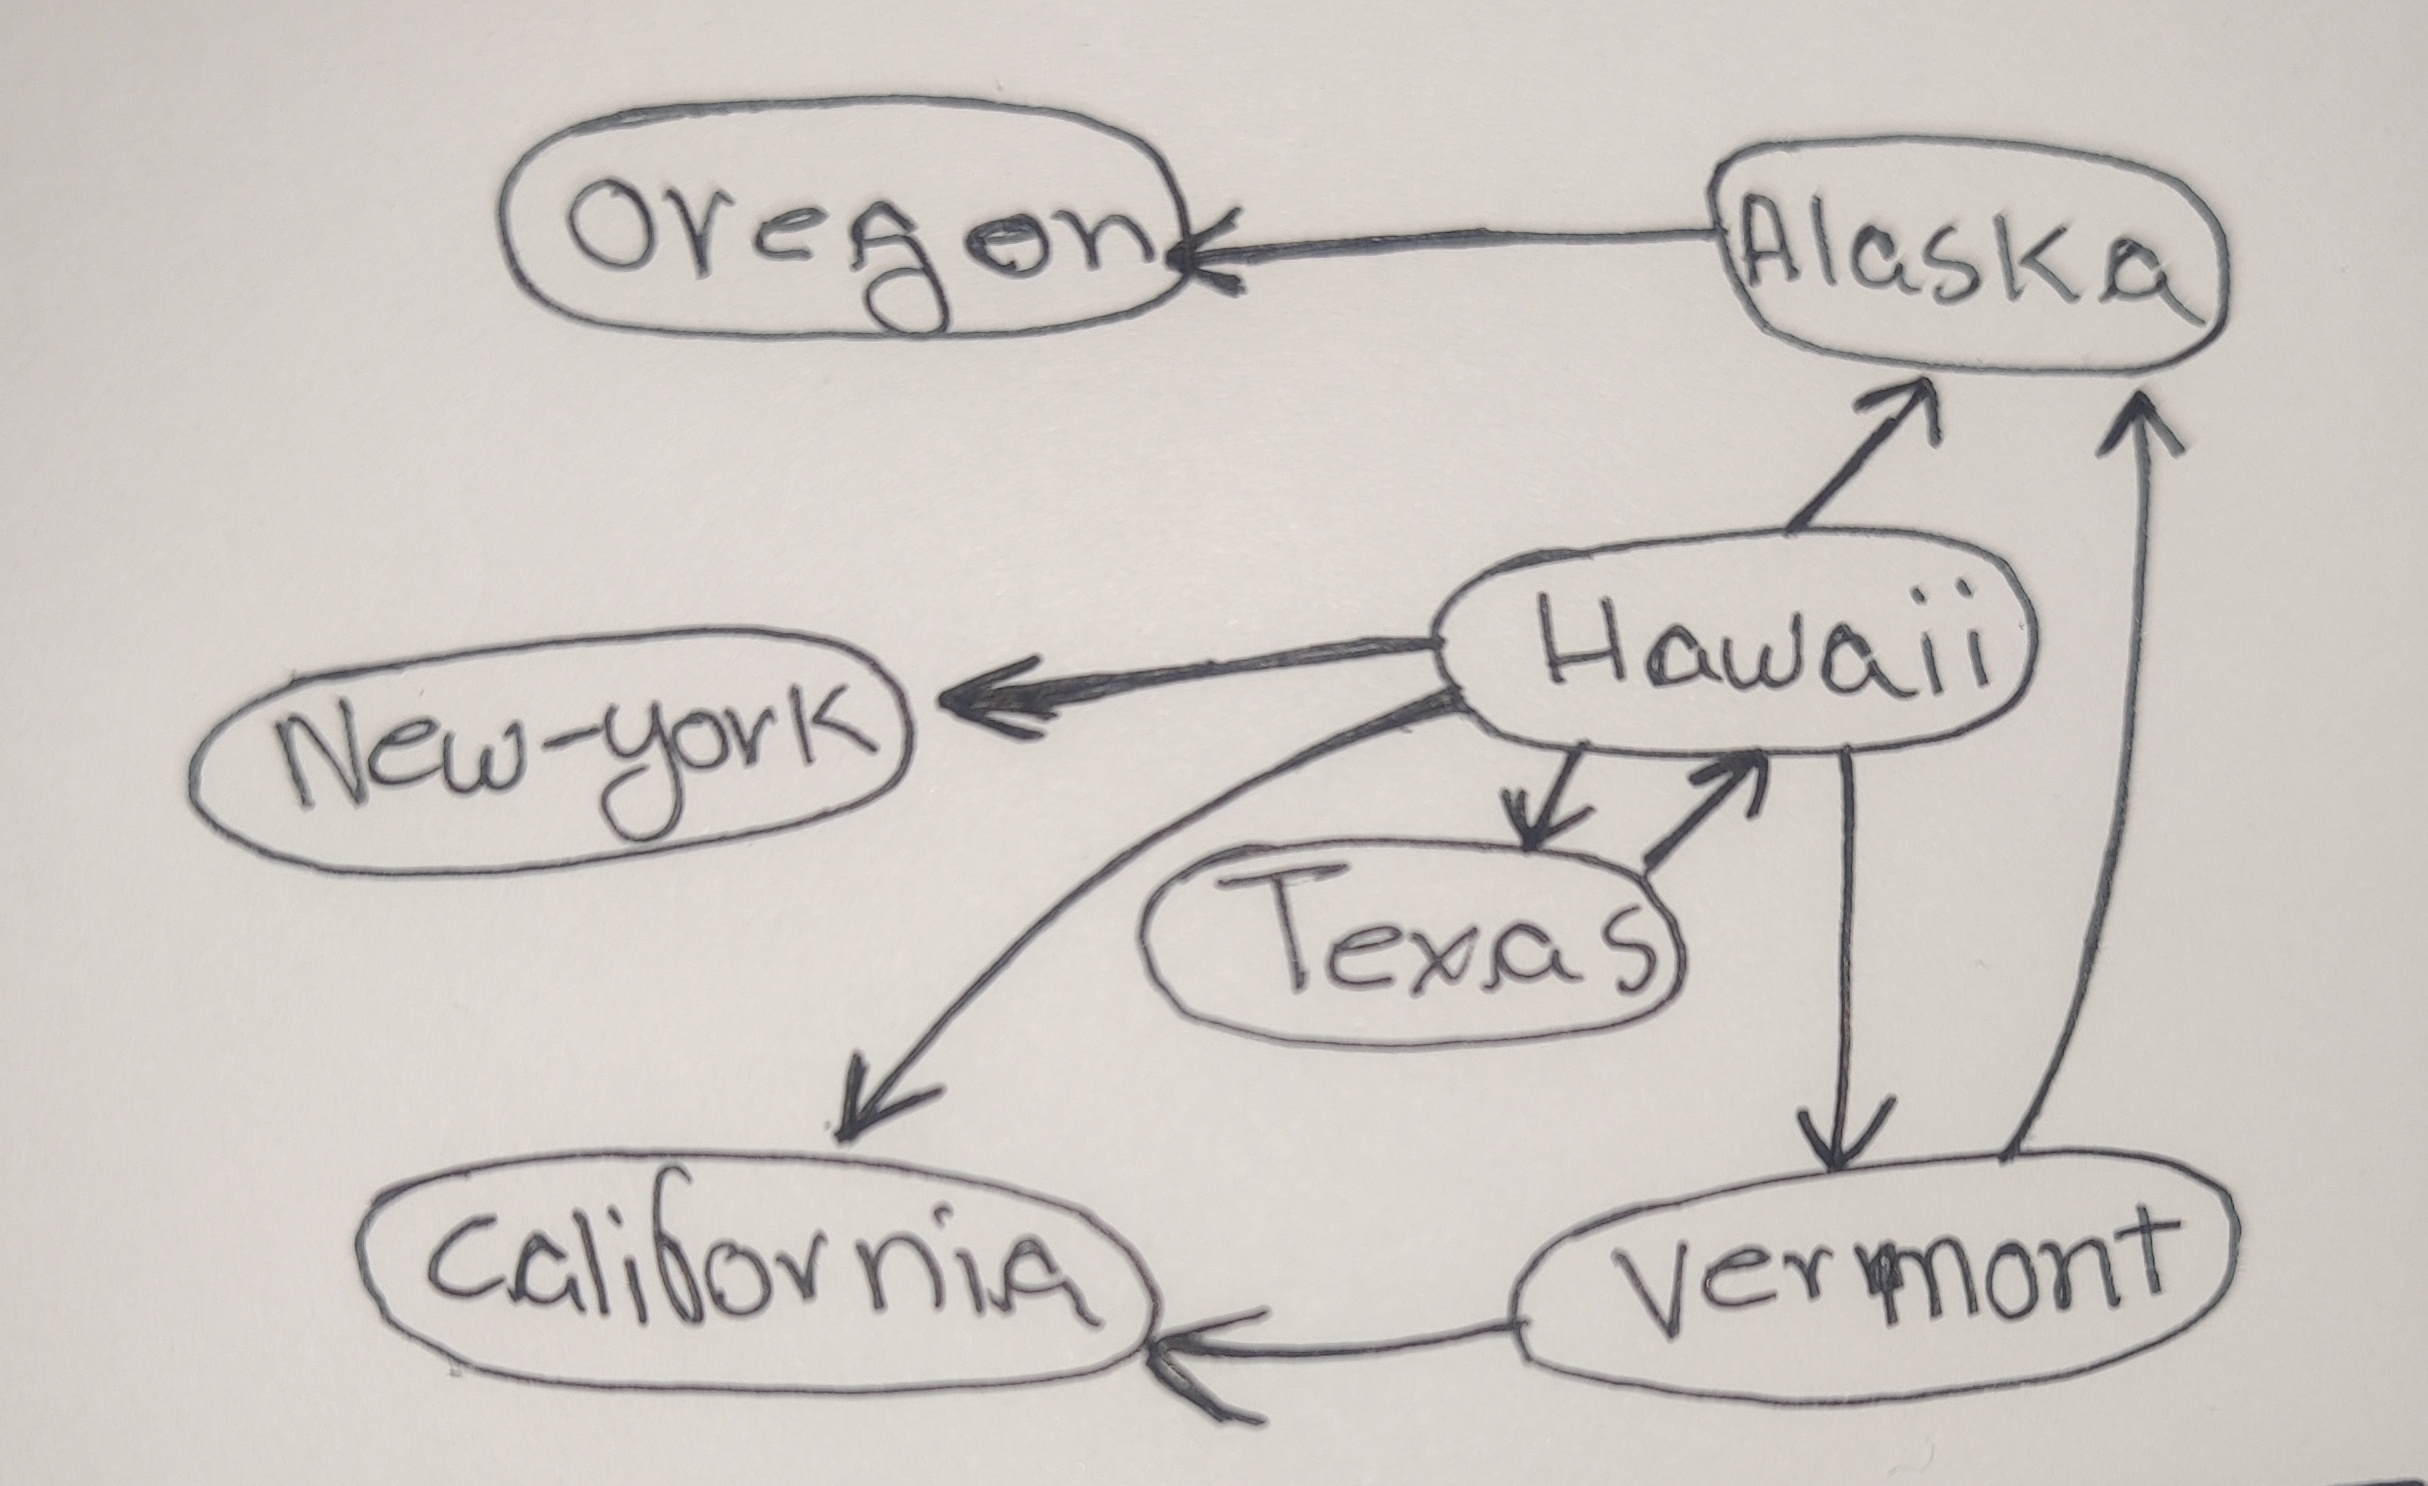 Oregon
Alaska
Hawaii
New-york
Texas
California
Vermont